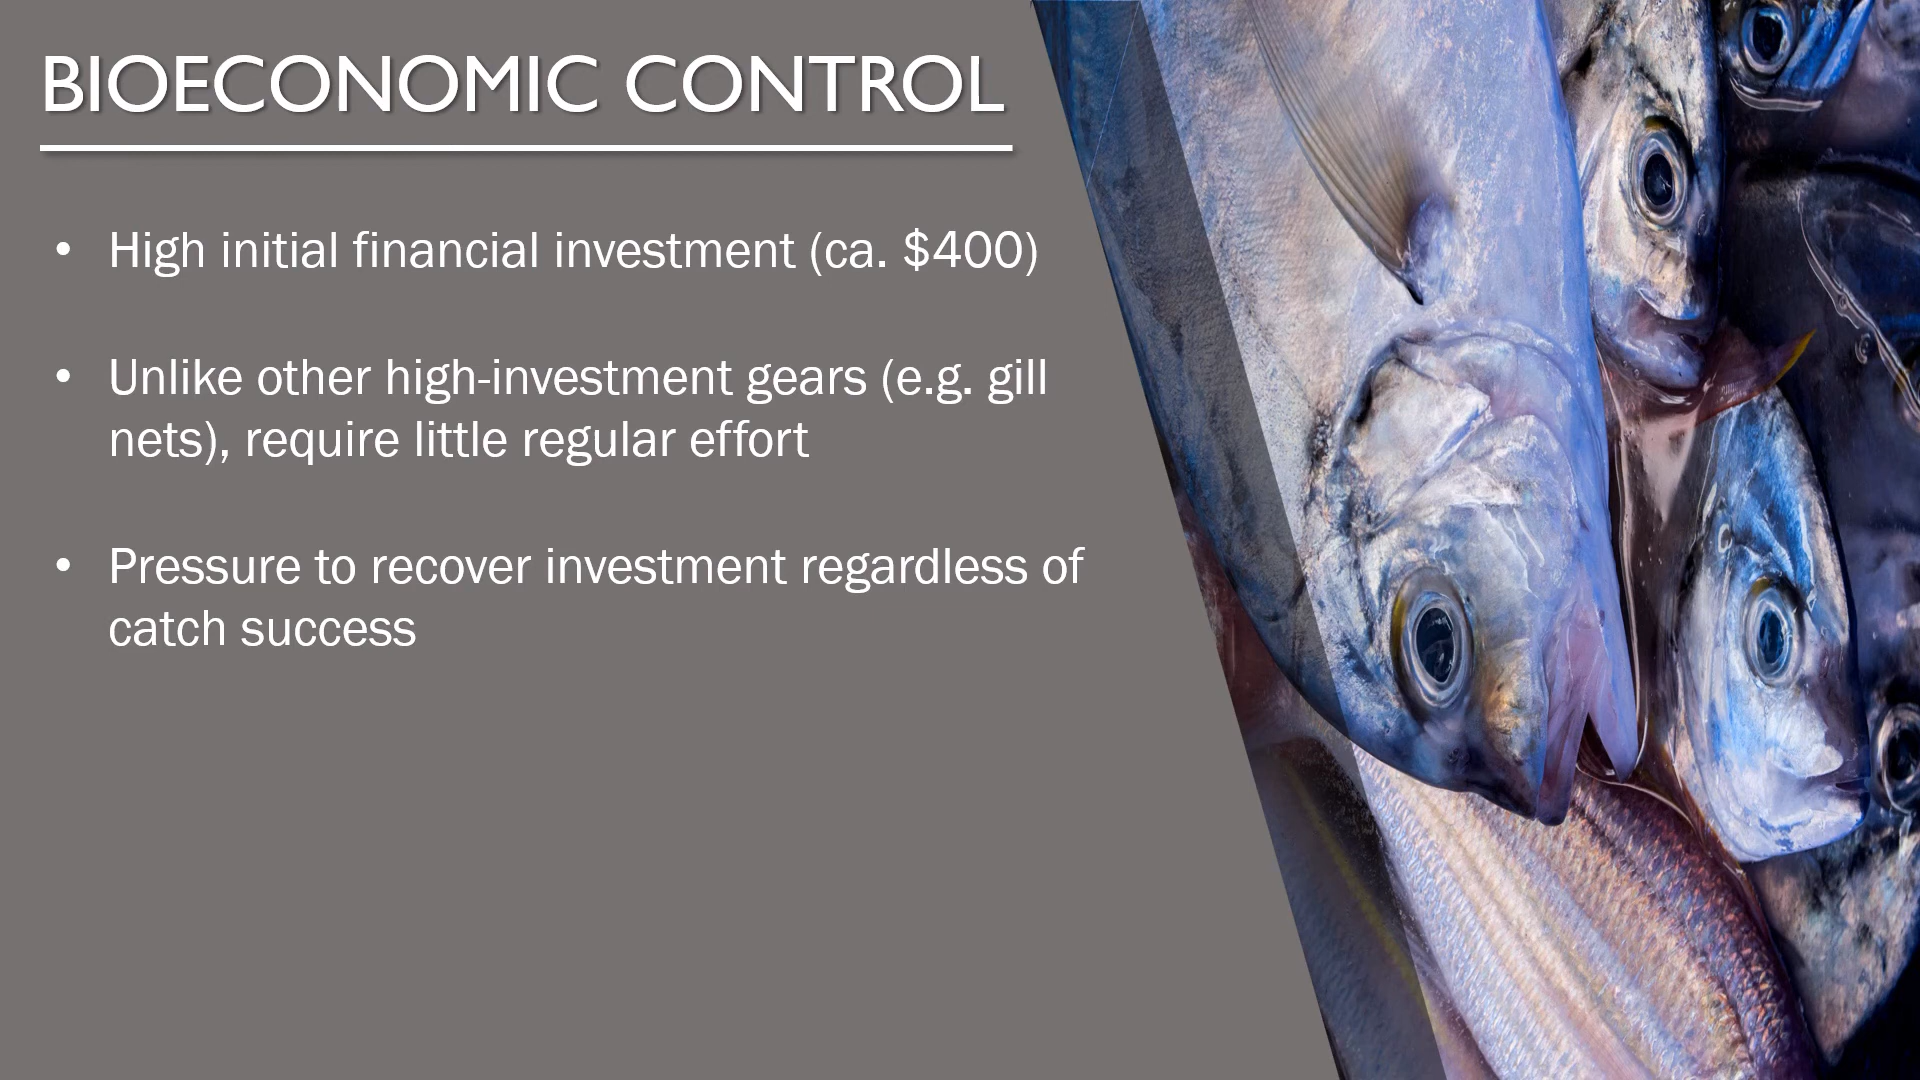 BIOECONOMIC CONTROL
• High initial financial investment (ca. $400)
• Unlike other high-investment gears (e.g. gill
nets), require little regular effort
• Pressure to recover investment regardless of
catch success